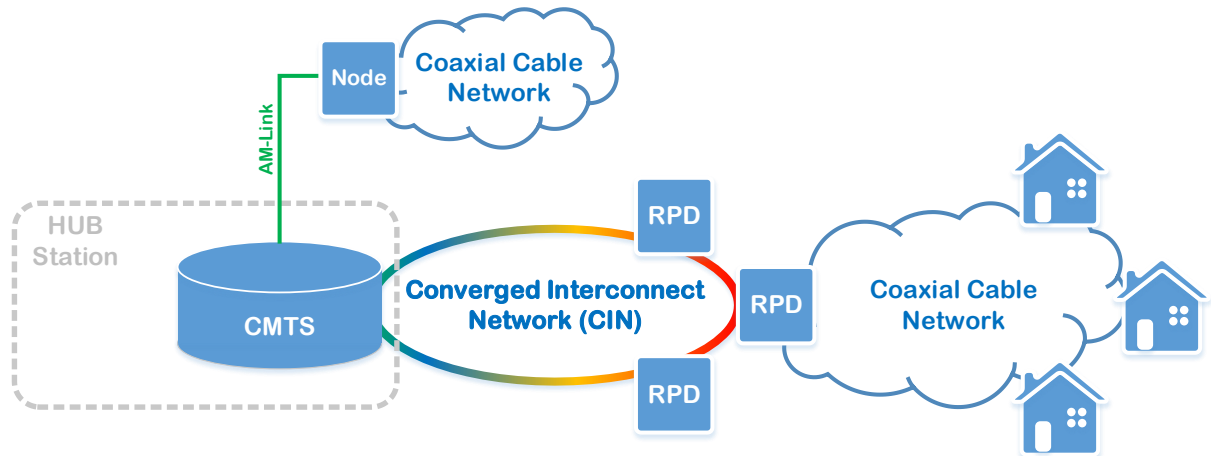 Node
Coaxial Cable
Network
AM-Link
HUB
Station
CMTS
Converged Interconnect
Network (CIN)
RPD
RPD
RPD
Coaxial Cable
Network